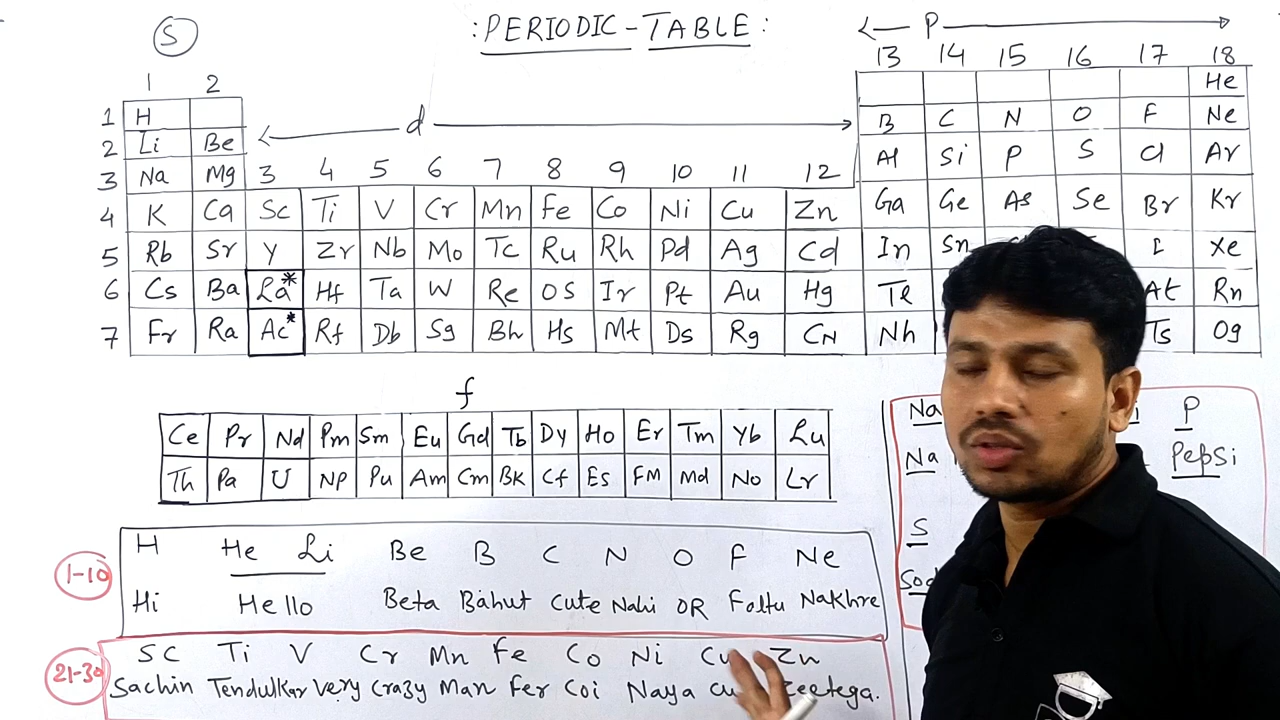 S : PERIODIC-TABLE : P
13 14 15 16 17 18
1 2 He
1 H
d B C N O F Ne
2 Li Be
Al Si P S Cl Ar
3 Na Mg 3 4 5 6 7 8 9 10 11 12
4 K Ca Sc Ti V Cr Mn Fe Co Ni Cu Zn Ga Ge As Se Br Kr
5 Rb Sr Y Zr Nb Mo Tc Ru Rh Pd Ag Cd In Sn I Xe
6 Cs Ba La* Hf Ta W Re OS Ir Pt Au Hg Tl At Rn
7 Fr Ra Ac* Rf Db Sg Bh Hs Mt Ds Rg CN Nh Ts Og
f
Ce Pr Nd Pm Sm Eu Gd Tb Dy Ho Er Tm Yb Lu
Th Pa U NP Pu Am Cm BK Cf Es FM Md No Lr
Na P
Na PepSi
S
1-10
H He Li Be B C N O F Ne
Hi Hello Beta Bahut Cute Nahi OR Faltu Nakhre
21-30
SC Ti V Cr Mn Fe Co Ni Cu Zn
Sachin Tendulkar Very Crazy Man Fer Coi Naya